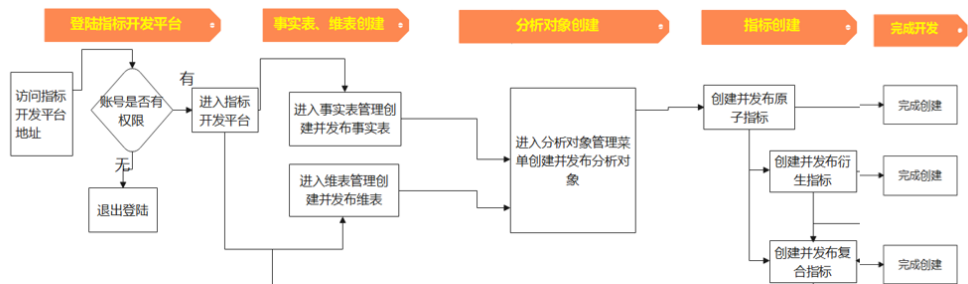 登陆指标开发平台
事实表、维表创建
分析对象创建
指标创建
完成开发
访问指标
开发平台
地址
账号是否有
权限
有
无
退出登陆
进入指标
开发平台
进入事实表管理创
建并发布事实表
进入维表管理创
建并发布维表
进入分析对象管理菜
单创建并发布分析对
象
创建并发布原
子指标
完成创建
创建并发布衍
生指标
完成创建
创建并发布复
合指标
完成创建